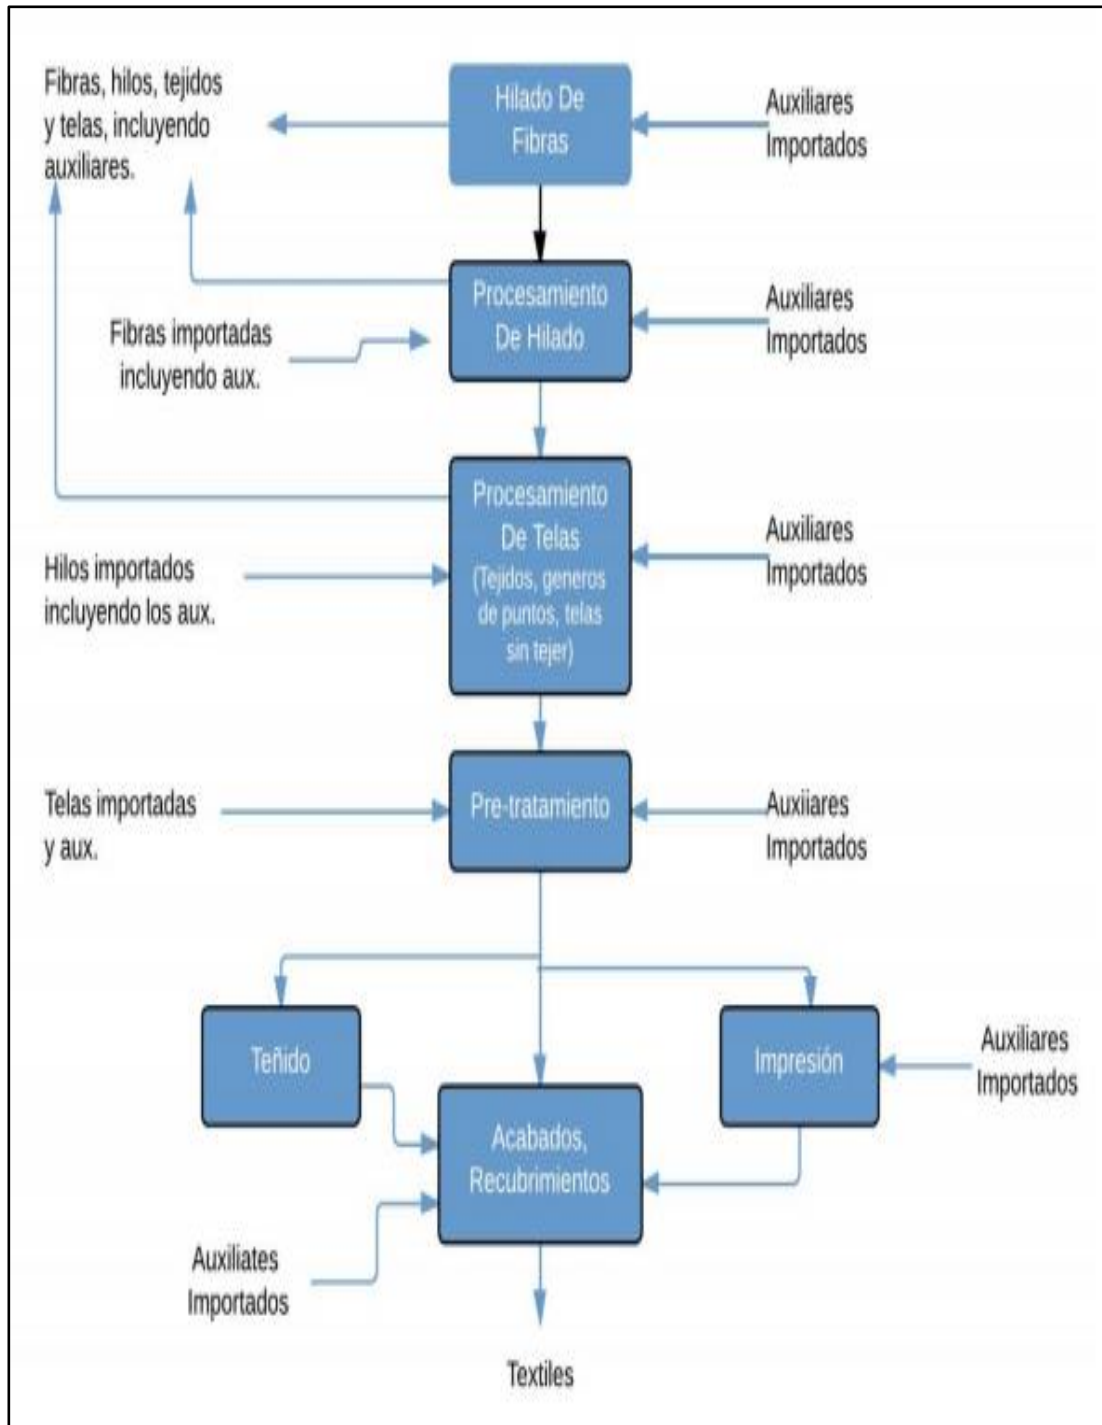 Fibras, hilos, tejidos
y telas, incluyendo
auxiliares.
Hilado De
Fibras
Auxiliares
Importados
Procesamiento
De Hilado
Auxiliares
Importados
Fibras importadas
incluyendo aux.
Procesamiento
De Telas
(Tejidos, generos
de puntos, telas
sin tejer)
Auxiliares
Importados
Hilos importados
incluyendo los aux.
Telas importadas
y aux.
Pre-tratamiento
Auxiiares
Importados
Teñido
Impresión
Auxiliares
Importados
Acabados,
Recubrimientos
Auxiliates
Importados
Textiles